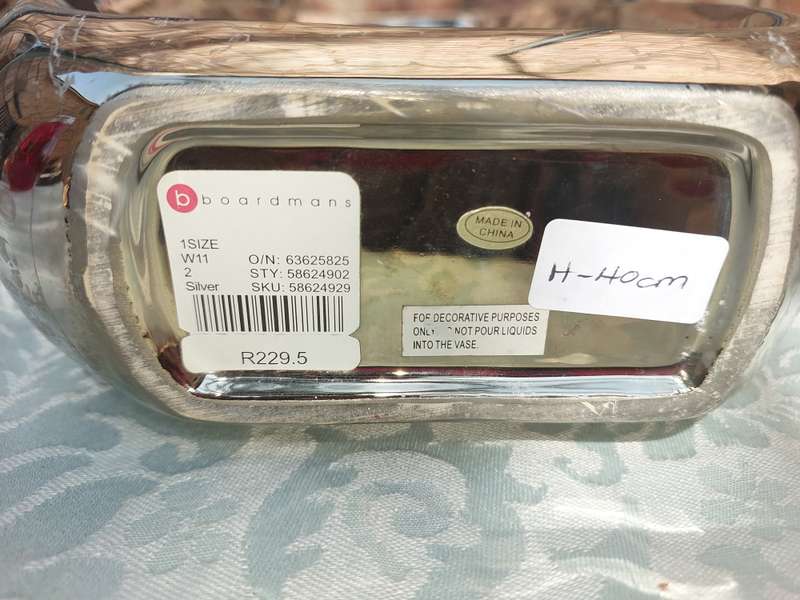 b boardmans
1SIZE
W11 O/N: 63625825
2 STY: 58624902
Silver SKU: 58624929
R229.5
MADE IN
CHINA
H-40cm
FOR DECORATIVE PURPOSES
NOT POUR LIQUIDS
INTO THE VASE.